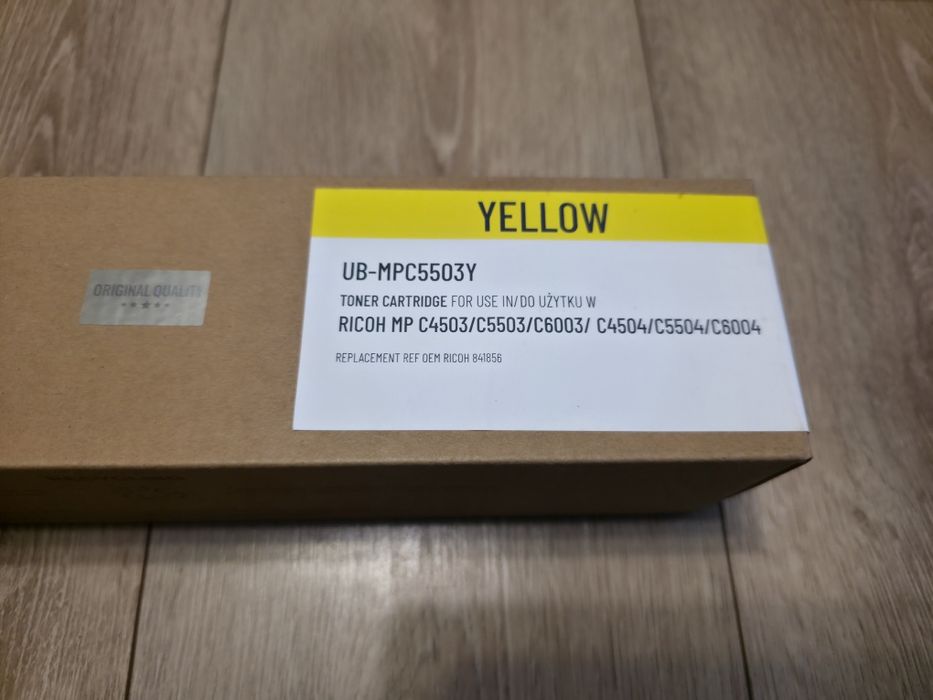 YELLOW
UB-MPC5503Y
TONER CARTRIDGE FOR USE IN/DO UŻYTKU W
RICOH MP C4503/C5503/C6003/ C4504/C5504/C6004
REPLACEMENT REF OEM RICOH 841856
ORIGINAL QUALITY